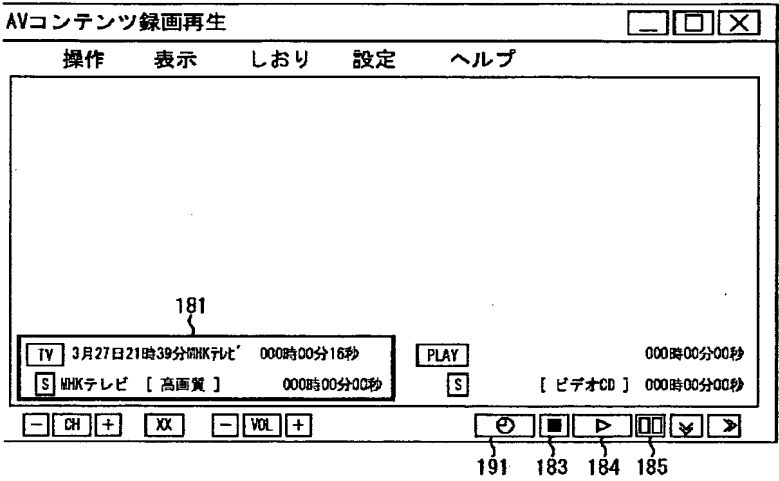 AVコンテンツ録画再生
操作 表示 しおり 設定 ヘルプ
181
TV 3月27日21時39分MHKテレビ 000時00分16秒 PLAY 000時00分00秒
S MHKテレビ [ 高画質 ] 000時00分00秒 S [ ビデオCD ] 000時00分00秒
− CH + XX − VOL +
191 183 184 185